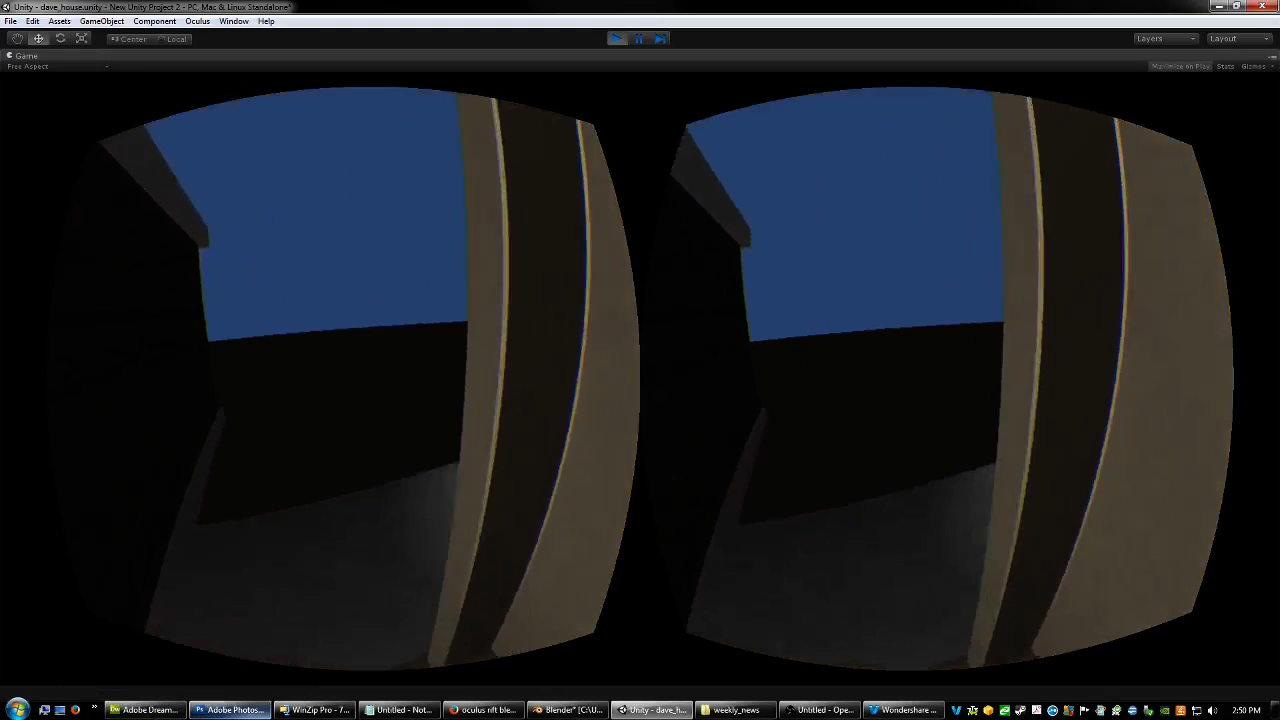 Unity - dave_house.unity - New Unity Project 2 - PC, Mac & Linux Standalone*
File Edit Assets GameObject Component Oculus Window Help
Center Local Layers Layout
Game
Free Aspect Maximize on Play Stats Gizmos
Adobe Dream... Adobe Photos... WinZip Pro - 7... Untitled - Not... oculus rift ble... Blender* [C:\U... Unity - dave_h... weekly_news Untitled - Ope... Wondershare ... 2:50 PM